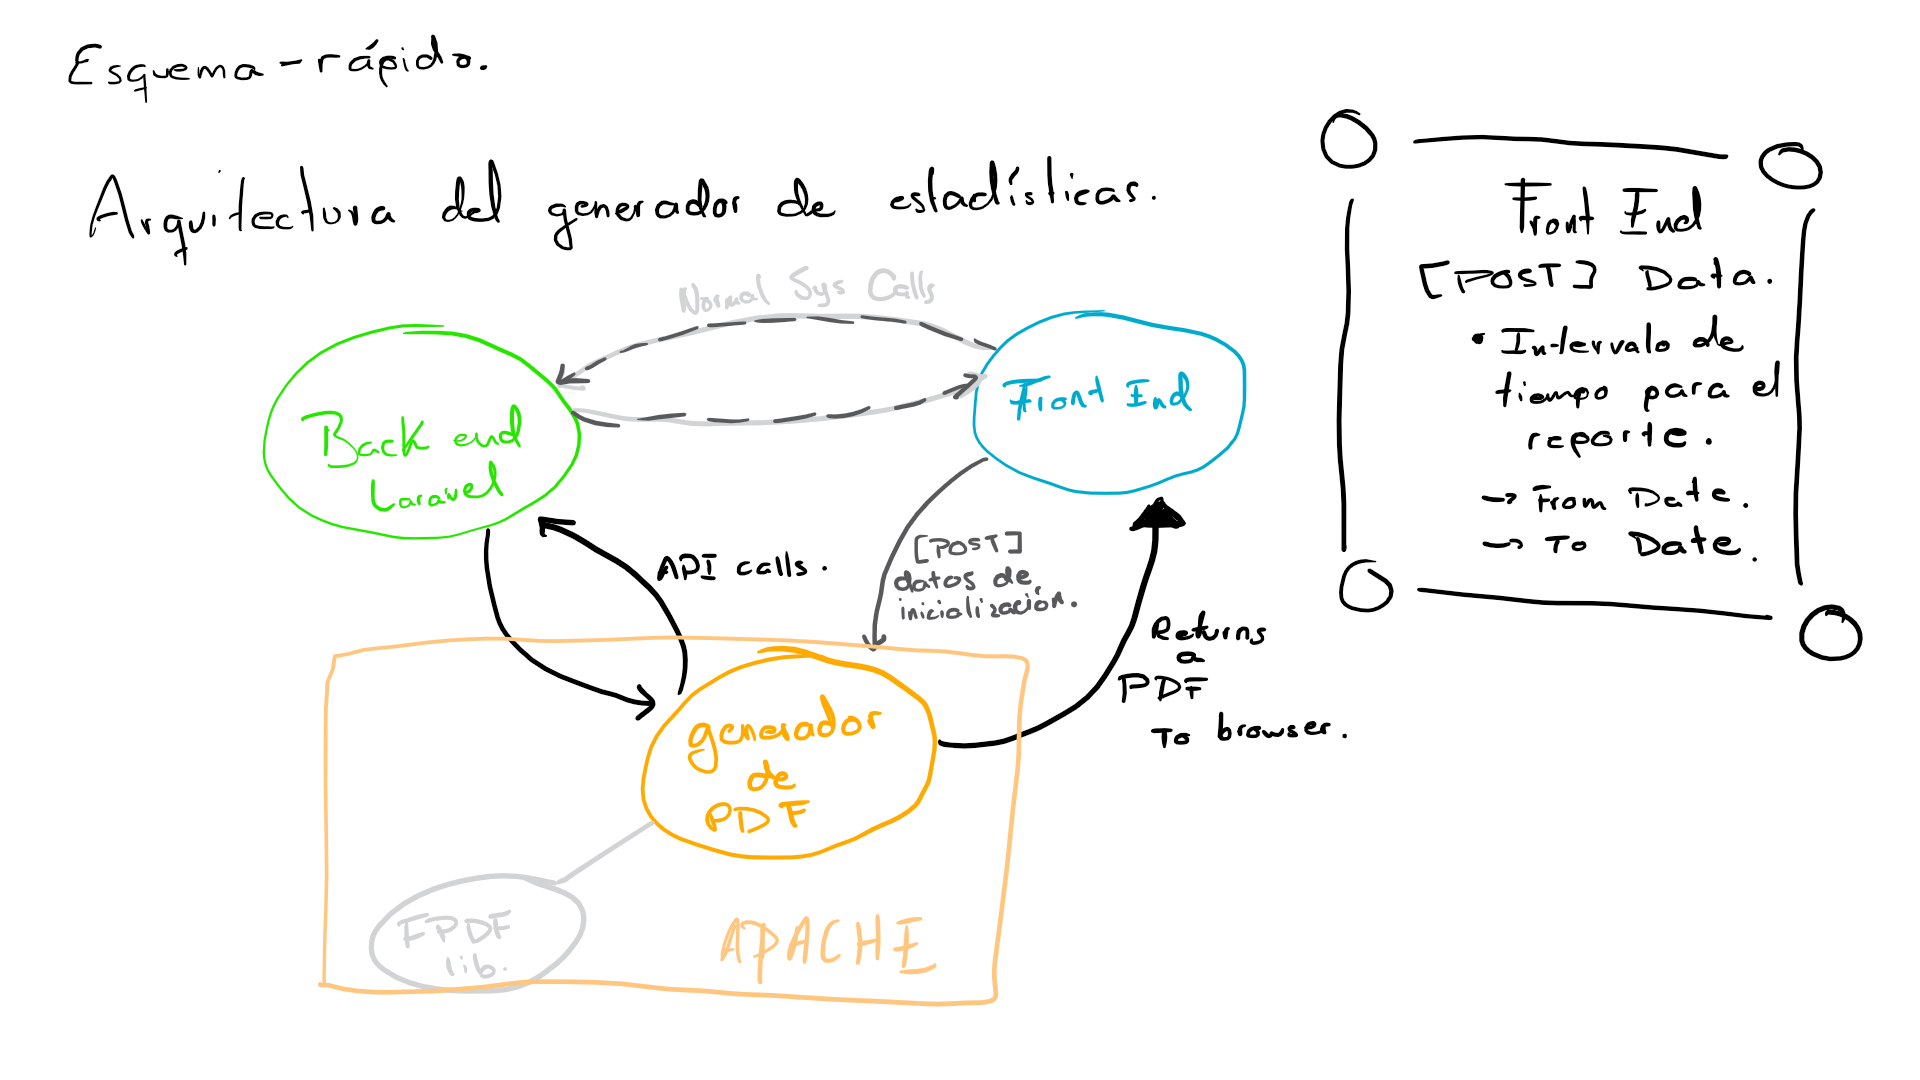 Esquema-rápido.
Arquitectura del generador de estadísticas.
Normal Sys Calls
Back end
Laravel
Front End
API calls.
[POST]
datos de
inicialización.
Returns
a
PDF
To browser.
generador
de
PDF
FPDF
lib.
APACHE
Front End
[POST] Data.
• Intervalo de
tiempo para el
reporte.
→ From Date.
→ To Date.